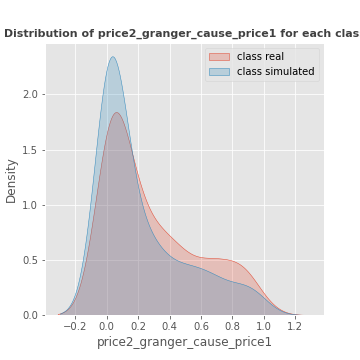 Distribution of price2_granger_cause_price1 for each clas
class real
class simulated
2.0
1.5
1.0
0.5
0.0
Density
−0.2 0.0 0.2 0.4 0.6 0.8 1.0 1.2
price2_granger_cause_price1